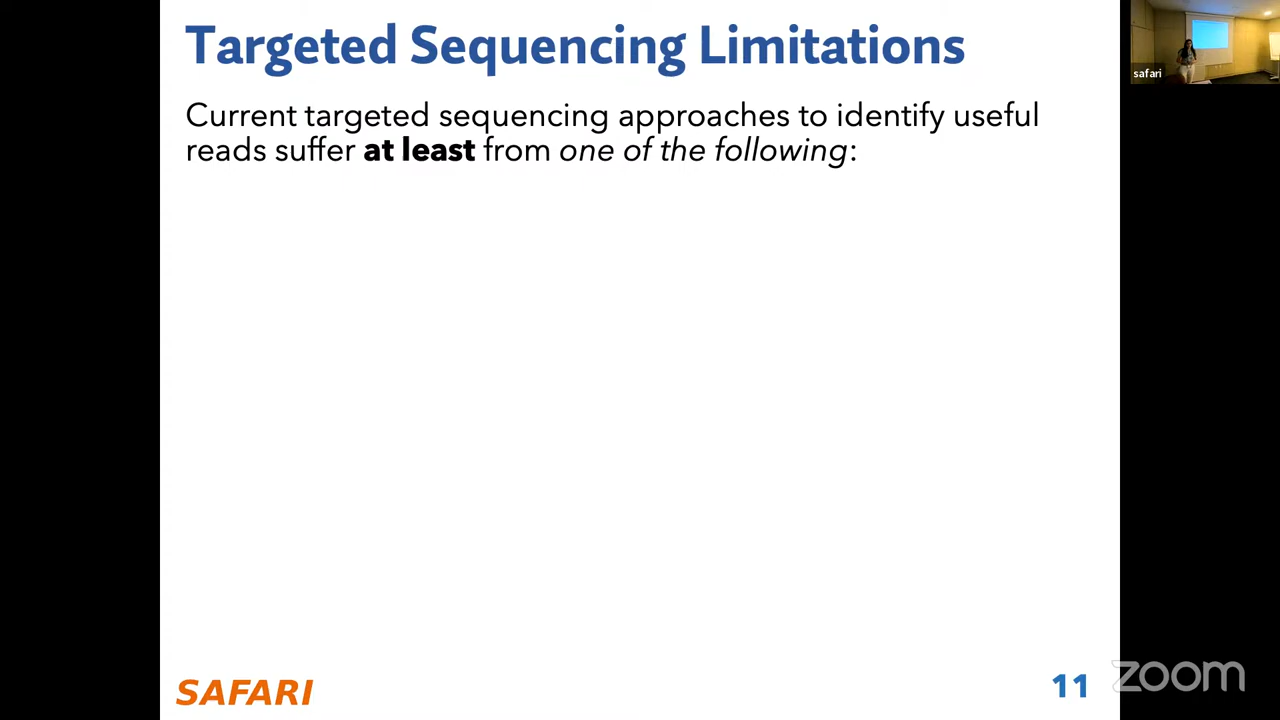 Targeted Sequencing Limitations
Current targeted sequencing approaches to identify useful
reads suffer at least from one of the following:
safari
SAFARI
11
zoom